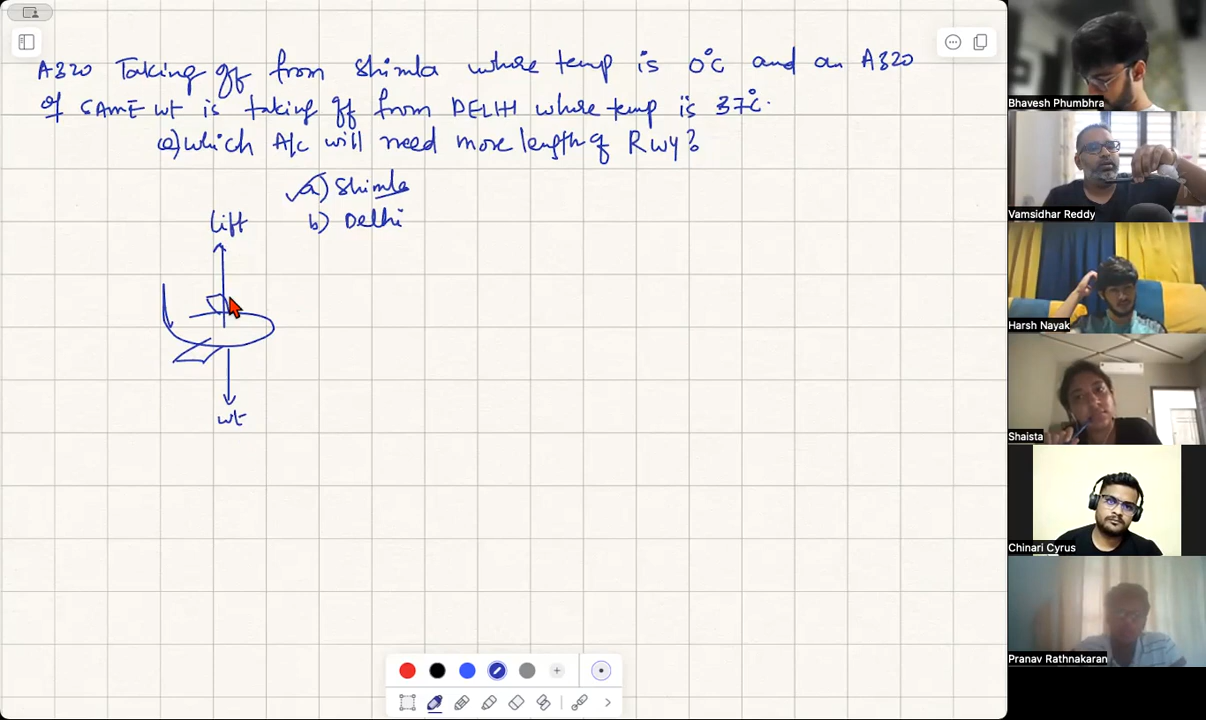 A320 Taking off from Shimla where temp is 0°c and an A320
of SAME wt is taking off from DELHI where temp is 37°c.
Q) which A/c will need more length of Rwy?
a) Shimla
b) Delhi
lift
wt
Bhavesh Phumbhra
Vamsidhar Reddy
Harsh Nayak
Shaista
Chinari Cyrus
Pranav Rathnakaran